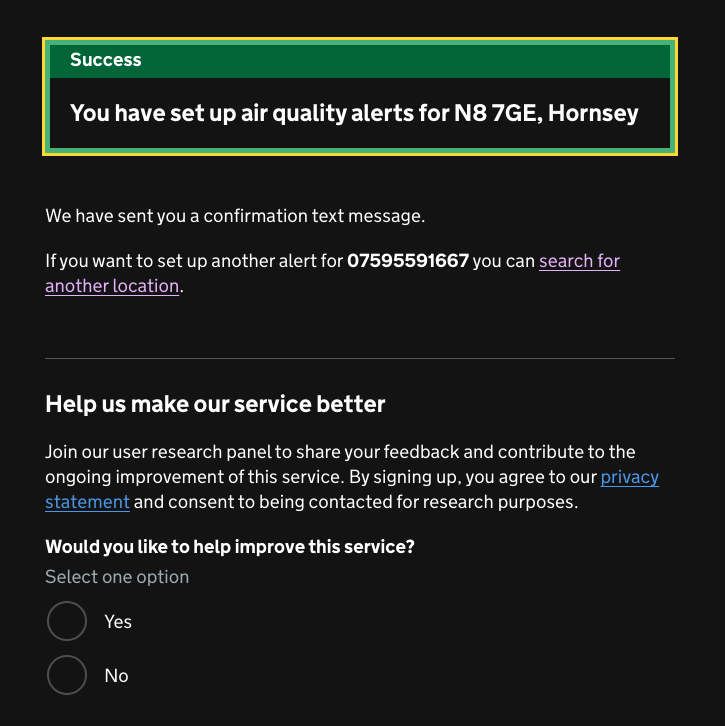 Success
You have set up air quality alerts for N8 7GE, Hornsey
We have sent you a confirmation text message.
If you want to set up another alert for 07595591667 you can search for
another location.
Help us make our service better
Join our user research panel to share your feedback and contribute to the
ongoing improvement of this service. By signing up, you agree to our privacy
statement and consent to being contacted for research purposes.
Would you like to help improve this service?
Select one option
Yes
No